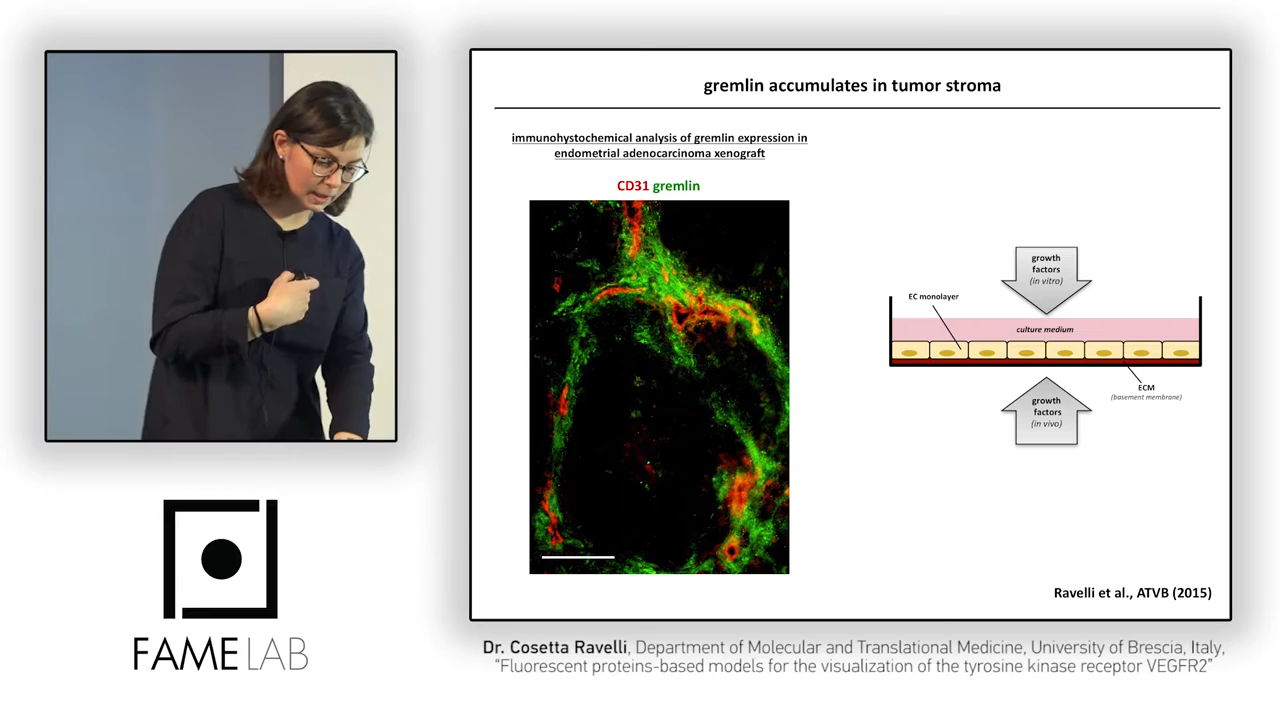 gremlin accumulates in tumor stroma
immunohystochemical analysis of gremlin expression in
endometrial adenocarcinoma xenograft
CD31 gremlin
growth
factors
(in vitro)
EC monolayer
culture medium
ECM
(basement membrane)
growth
factors
(in vivo)
Ravelli et al., ATVB (2015)
FAMELAB
Dr. Cosetta Ravelli, Department of Molecular and Translational Medicine, University of Brescia, Italy,
“Fluorescent proteins-based models for the visualization of the tyrosine kinase receptor VEGFR2”